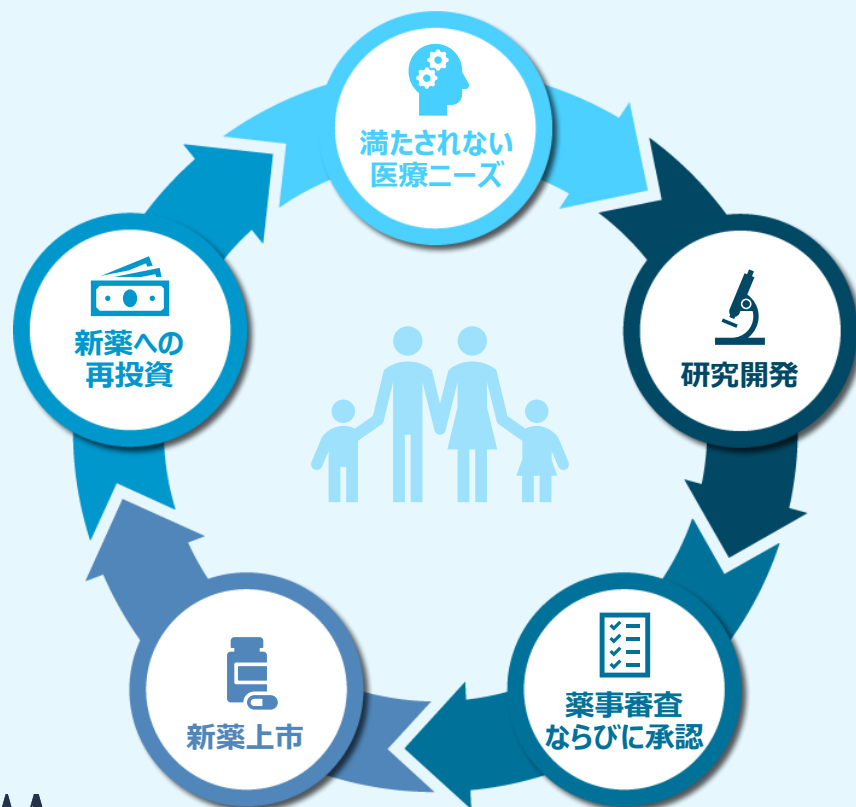 満たされない
医療ニーズ
研究開発
薬事審査
ならびに承認
新薬上市
新薬への
再投資